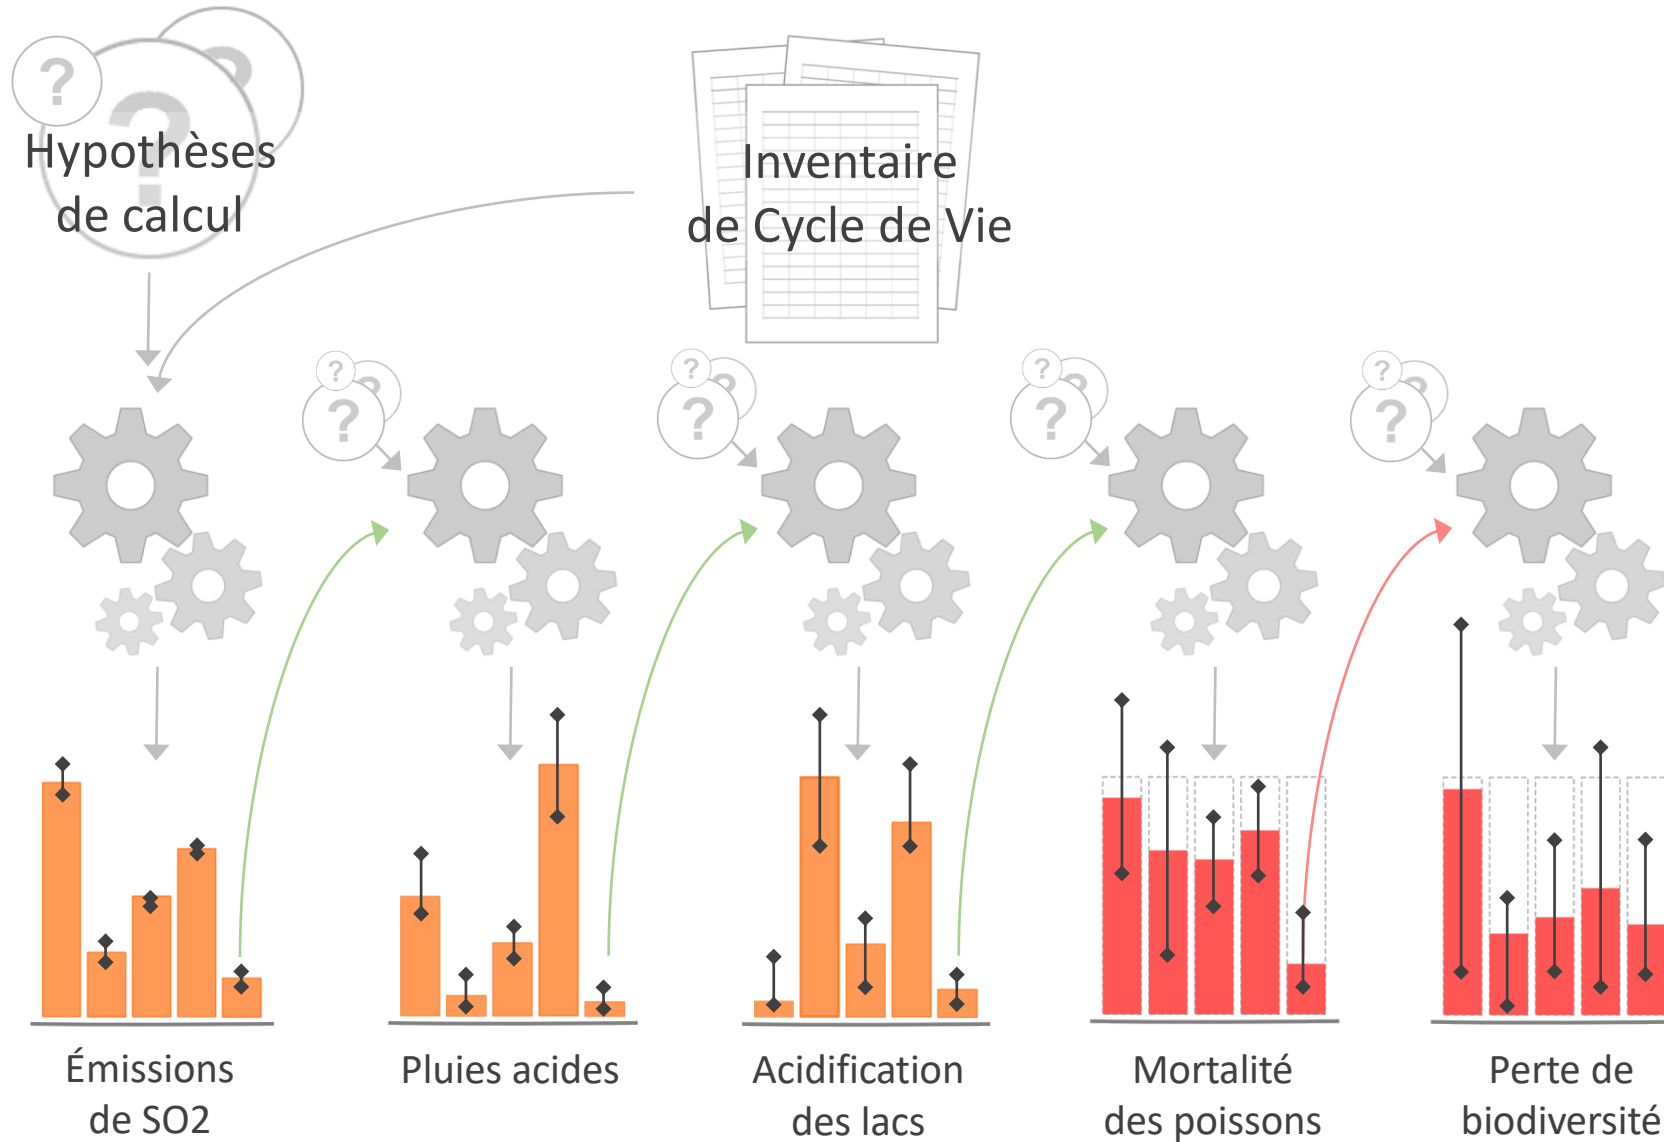 ?
?
?
Hypothèses
de calcul
Inventaire
de Cycle de Vie
?
?
?
?
?
?
?
?
?
?
?
?
Émissions
de SO2
Pluies acides
Acidification
des lacs
Mortalité
des poissons
Perte de
biodiversité